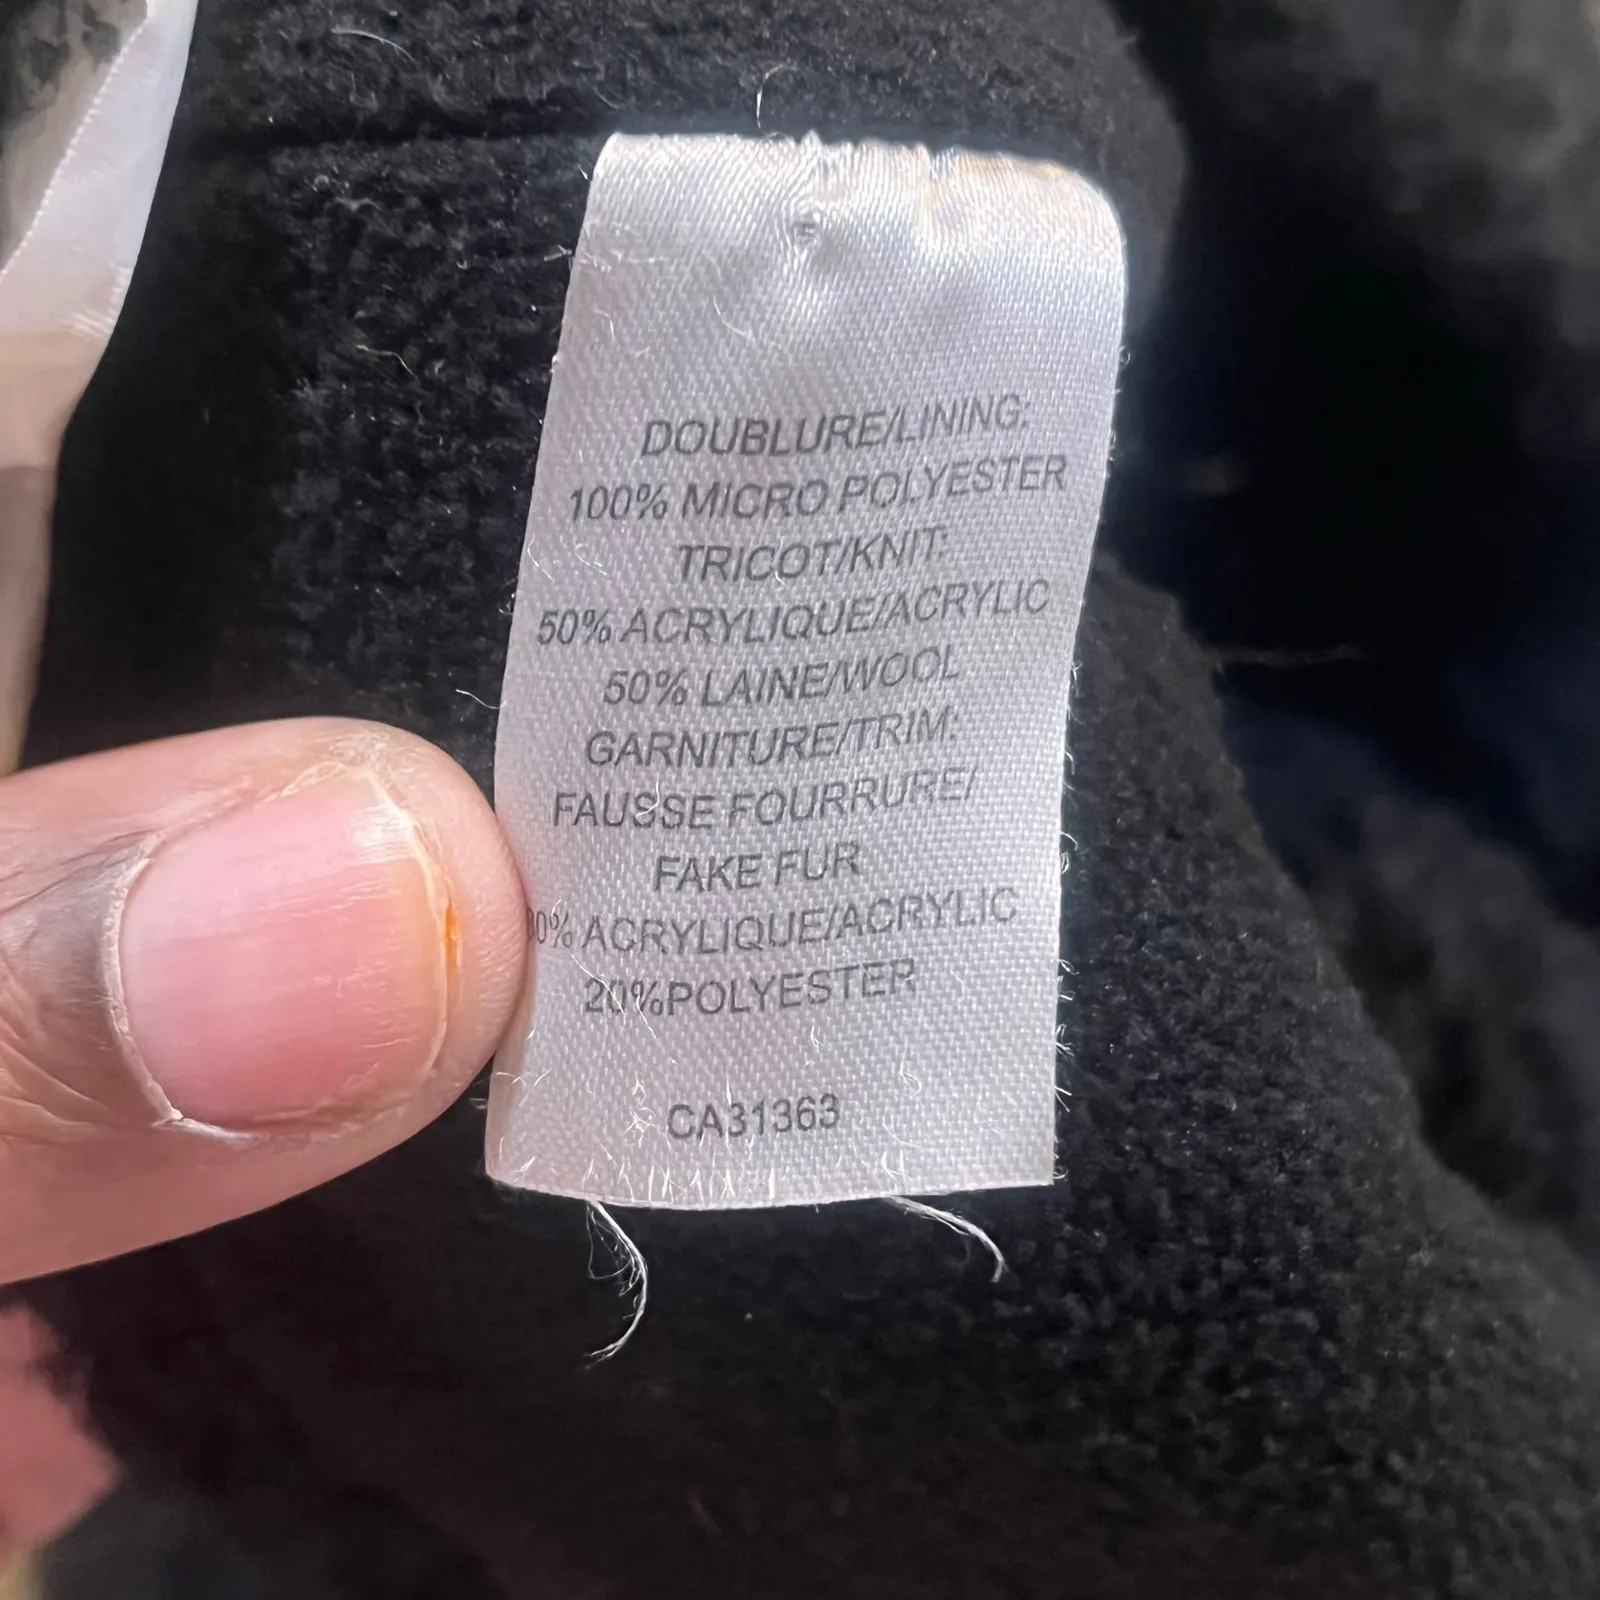 DOUBLURE/LINING:
100% MICRO POLYESTER
TRICOT/KNIT:
50% ACRYLIQUE/ACRYLIC
50% LAINE/WOOL
GARNITURE/TRIM:
FAUSSE FOURRURE/
FAKE FUR
ACRYLIQUE/ACRYLIC
20%POLYESTER
CA31363